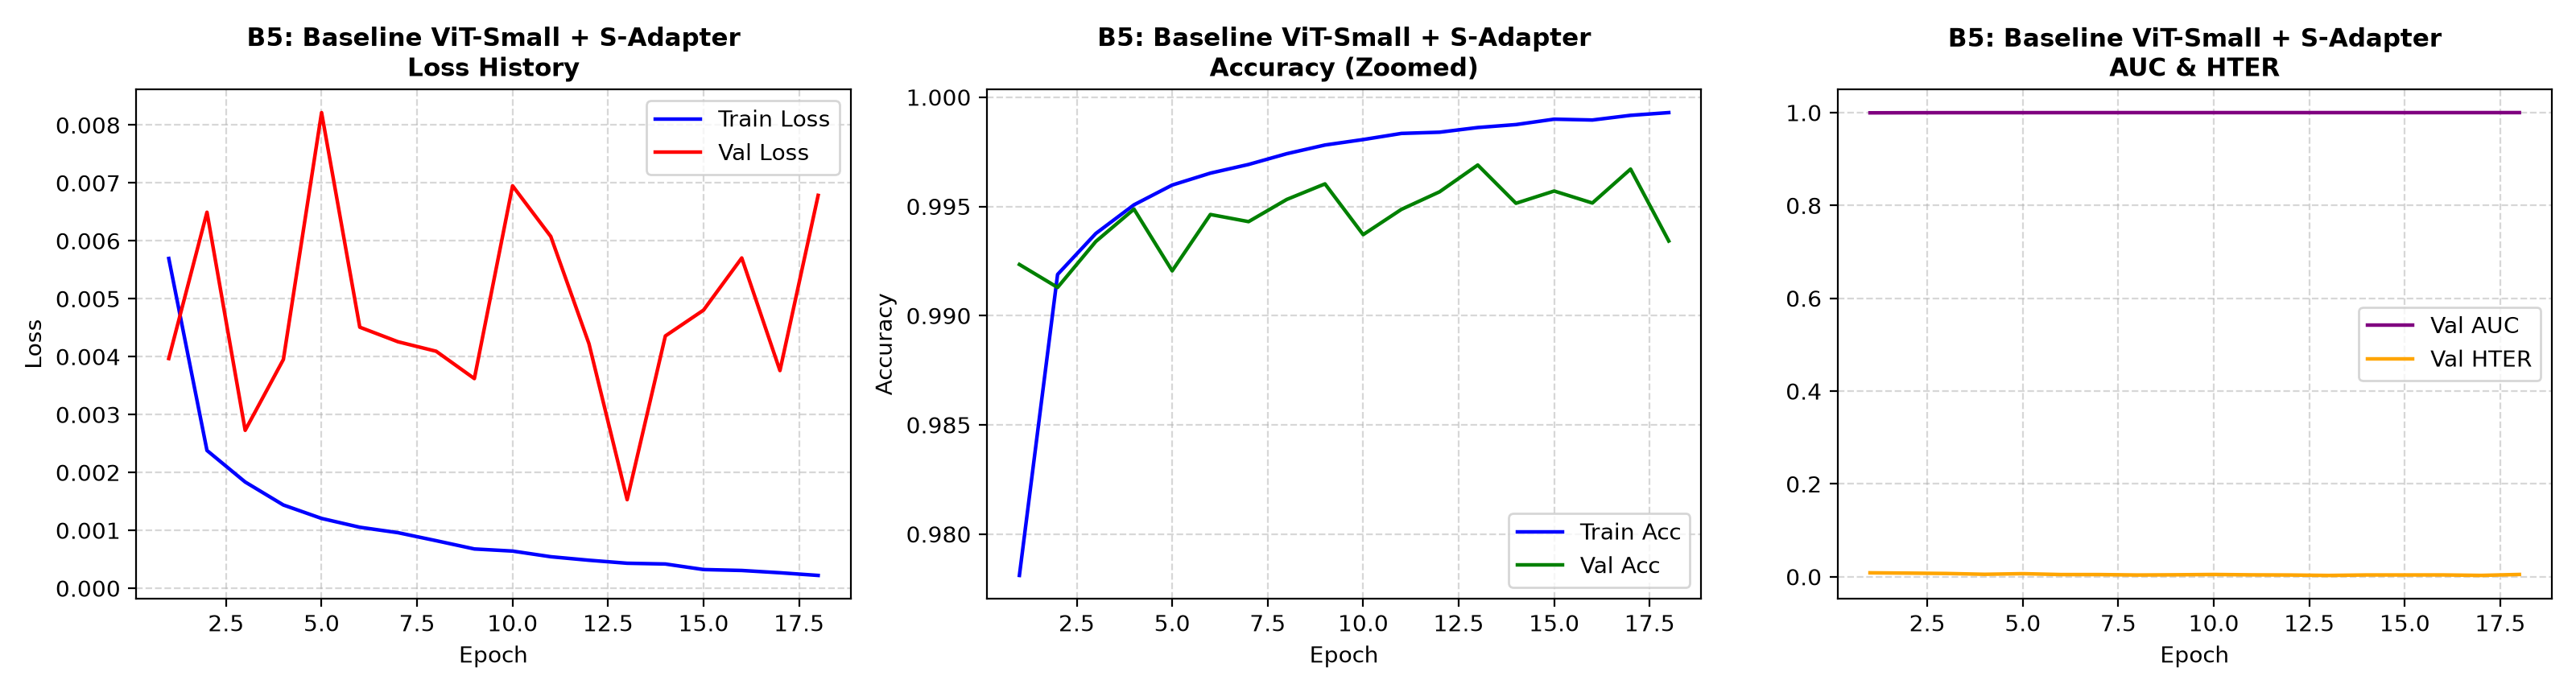 B5: Baseline ViT-Small + S-Adapter
Loss History
Loss
0.008
0.007
0.006
0.005
0.004
0.003
0.002
0.001
0.000
2.5 5.0 7.5 10.0 12.5 15.0 17.5
Epoch
Train Loss
Val Loss
B5: Baseline ViT-Small + S-Adapter
Accuracy (Zoomed)
Accuracy
1.000
0.995
0.990
0.985
0.980
2.5 5.0 7.5 10.0 12.5 15.0 17.5
Epoch
Train Acc
Val Acc
B5: Baseline ViT-Small + S-Adapter
AUC & HTER
1.0
0.8
0.6
0.4
0.2
0.0
2.5 5.0 7.5 10.0 12.5 15.0 17.5
Epoch
Val AUC
Val HTER